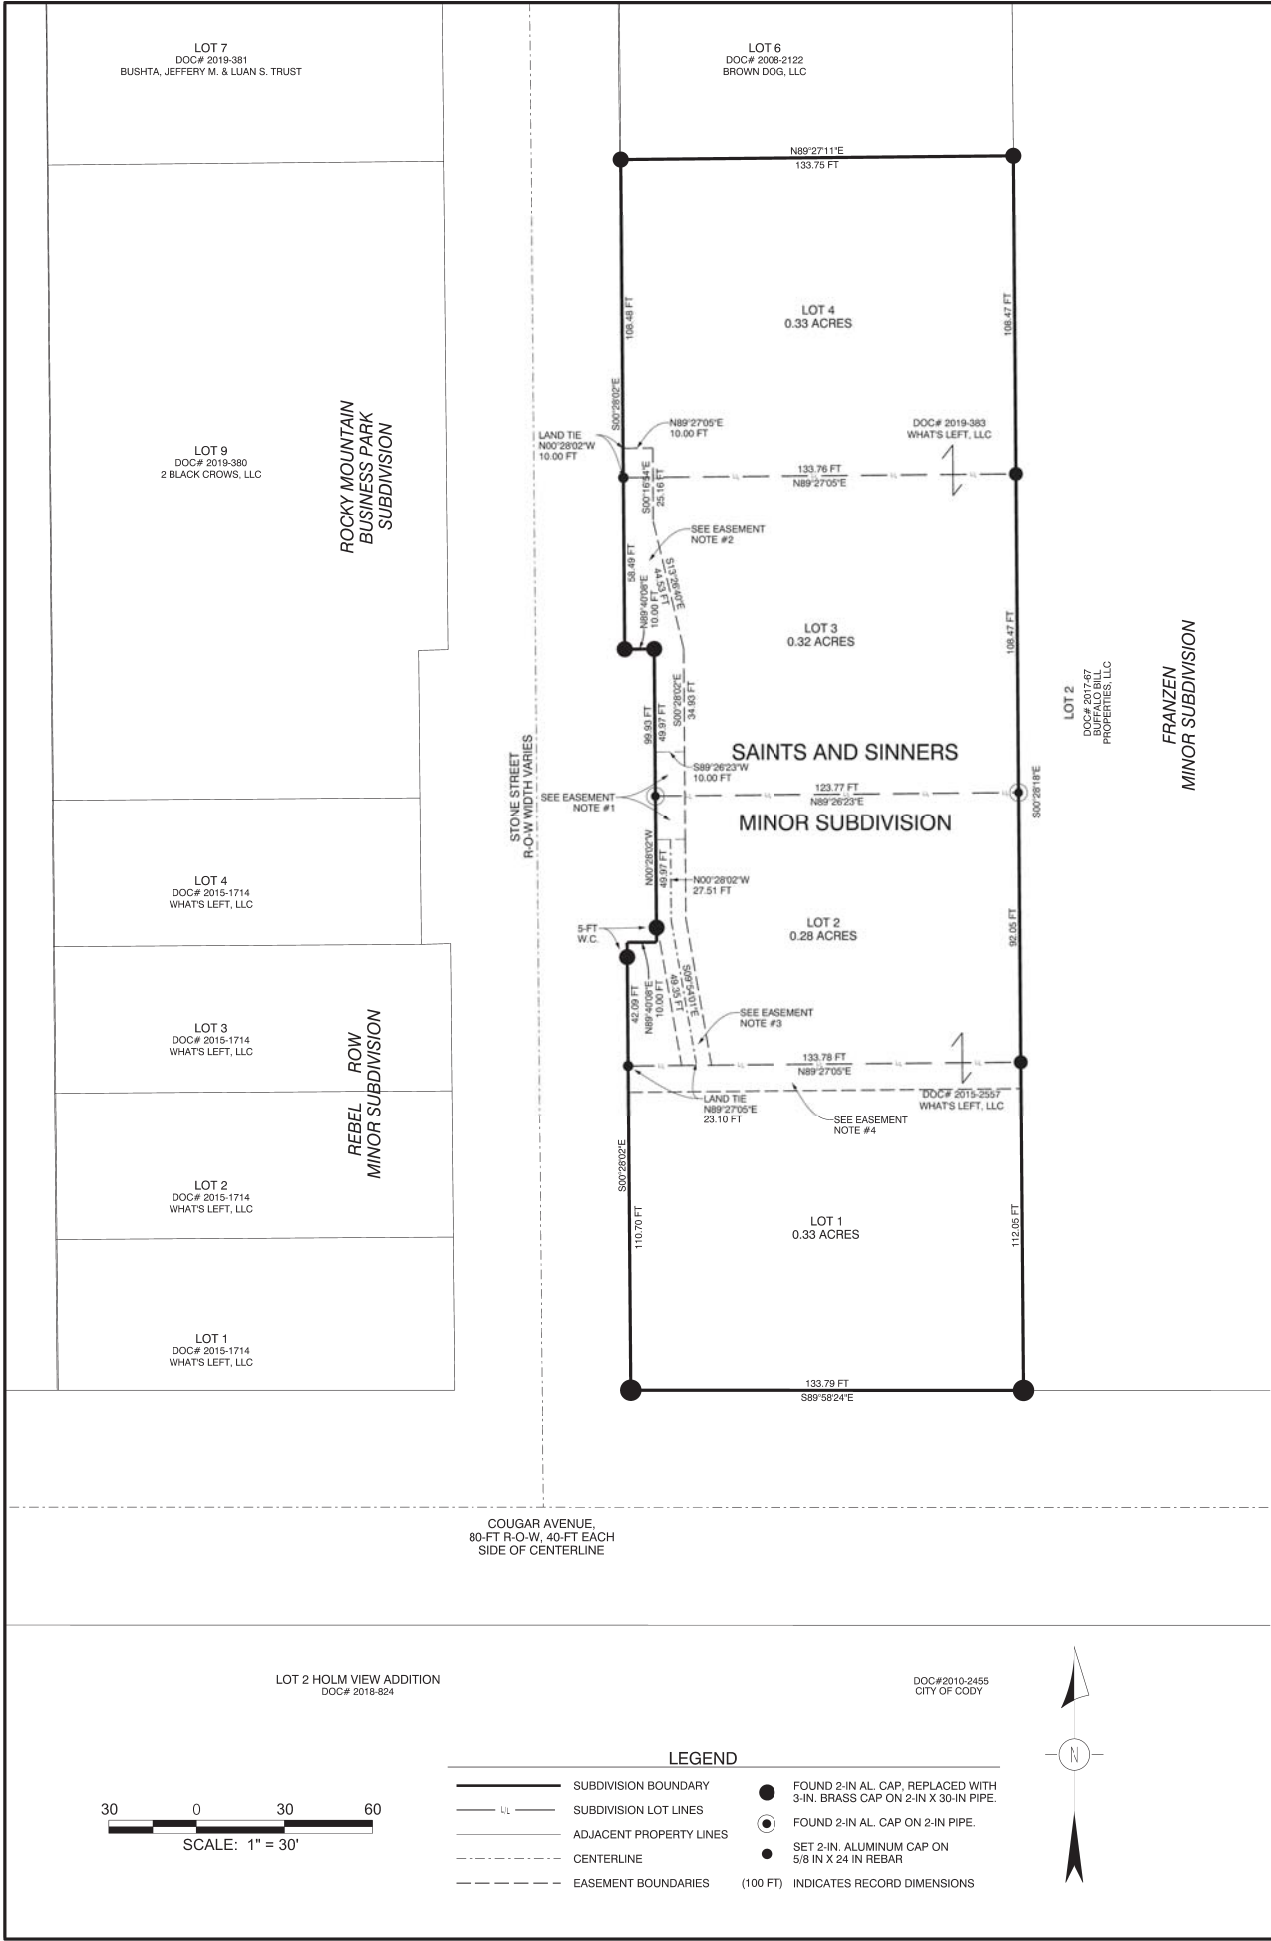 LOT 7
DOC# 2019-381
BUSHTA, JEFFERY M. & LUAN S. TRUST
LOT 6
DOC# 2008-2122
BROWN DOG, LLC
N89°27'11"E
133.75 FT
LOT 4
0.33 ACRES
108.48 FT
108.47 FT
S00°28'02"E
LOT 9
DOC# 2019-380
2 BLACK CROWS, LLC
ROCKY MOUNTAIN
BUSINESS PARK
SUBDIVISION
LAND TIE
N00°28'02"W
10.00 FT
N89°27'05"E
10.00 FT
DOC# 2019-383
WHAT'S LEFT, LLC
133.76 FT
N89°27'05"E
S00°16'54"E
25.16 FT
SEE EASEMENT
NOTE #2
58.49 FT
S13°26'40"E
44.53 FT
N89°40'08"E
10.00 FT
LOT 3
0.32 ACRES
108.47 FT
LOT 2
DOC# 2017-67
BUFFALO BILL
PROPERTIES, LLC
FRANZEN
MINOR SUBDIVISION
S00°28'02"E
34.93 FT
99.93 FT
49.97 FT
STONE STREET
R-O-W WIDTH VARIES
SAINTS AND SINNERS
S89°26'23"W
10.00 FT
SEE EASEMENT
NOTE #1
123.77 FT
N89°26'23"E
S00°28'18"E
MINOR SUBDIVISION
N00°28'02"W
49.97 FT
N00°28'02"W
27.51 FT
LOT 4
DOC# 2015-1714
WHAT'S LEFT, LLC
5-FT
W.C.
LOT 2
0.28 ACRES
92.05 FT
42.09 FT
N89°40'08"E
10.00 FT
S09°54'01"E
49.35 FT
SEE EASEMENT
NOTE #3
LOT 3
DOC# 2015-1714
WHAT'S LEFT, LLC
REBEL ROW
MINOR SUBDIVISION
133.78 FT
N89°27'05"E
LAND TIE
N89°27'05"E
23.10 FT
DOC# 2015-2557
WHAT'S LEFT, LLC
SEE EASEMENT
NOTE #4
S00°28'02"E
LOT 2
DOC# 2015-1714
WHAT'S LEFT, LLC
110.70 FT
LOT 1
0.33 ACRES
112.05 FT
LOT 1
DOC# 2015-1714
WHAT'S LEFT, LLC
133.79 FT
S89°58'24"E
COUGAR AVENUE,
80-FT R-O-W, 40-FT EACH
SIDE OF CENTERLINE
LOT 2 HOLM VIEW ADDITION
DOC# 2018-824
DOC#2010-2455
CITY OF CODY
N
LEGEND
SUBDIVISION BOUNDARY
L/L SUBDIVISION LOT LINES
ADJACENT PROPERTY LINES
CENTERLINE
EASEMENT BOUNDARIES
FOUND 2-IN AL. CAP, REPLACED WITH
3-IN. BRASS CAP ON 2-IN X 30-IN PIPE.
FOUND 2-IN AL. CAP ON 2-IN PIPE.
SET 2-IN. ALUMINUM CAP ON
5/8 IN X 24 IN REBAR
(100 FT) INDICATES RECORD DIMENSIONS
30 0 30 60
SCALE: 1" = 30'